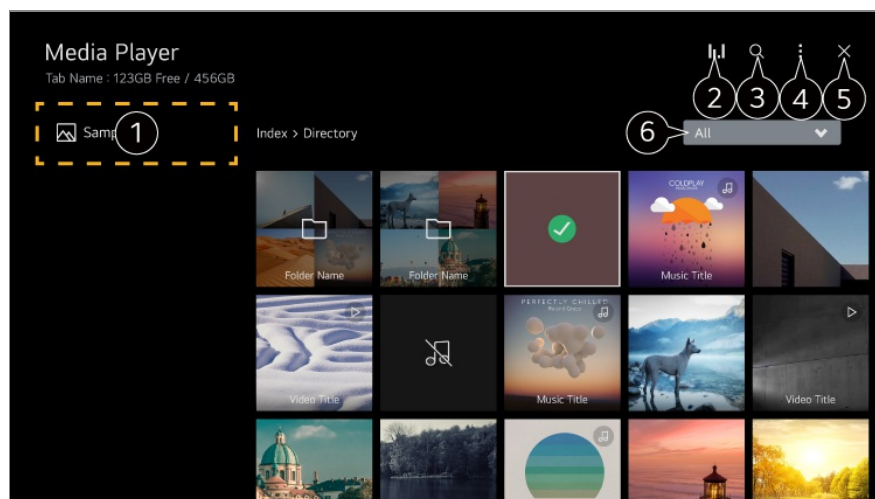 Media Player
Tab Name : 123GB Free / 456GB
2
3
4
5
1
Index > Directory
6
All
COLDPLAY
Folder Name
Folder Name
Music Title
PERFECTLY CHILLED
Video Title
Music Title
Video Title